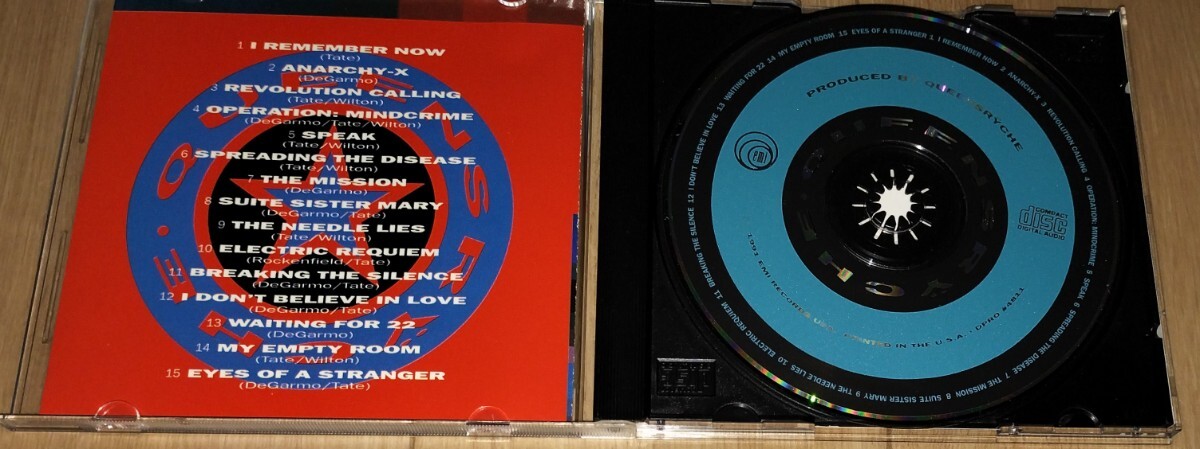 1 I REMEMBER NOW
(Tate)
2 ANARCHY-X
(DeGarmo)
3 REVOLUTION CALLING
(Tate/Wilton)
4 OPERATION: MINDCRIME
(DeGarmo/Tate/Wilton)
5 SPEAK
(Tate/Wilton)
6 SPREADING THE DISEASE
(Tate/Wilton)
7 THE MISSION
(DeGarmo)
8 SUITE SISTER MARY
(DeGarmo/Tate)
9 THE NEEDLE LIES
(Tate/Wilton)
10 ELECTRIC REQUIEM
(Rockenfield/Tate)
11 BREAKING THE SILENCE
(DeGarmo/Tate)
12 I DON'T BELIEVE IN LOVE
(DeGarmo/Tate)
13 WAITING FOR 22
(DeGarmo)
14 MY EMPTY ROOM
(Tate/Wilton)
15 EYES OF A STRANGER
(DeGarmo/Tate)
1 I REMEMBER NOW 2 ANARCHY-X 3 REVOLUTION CALLING 4 OPERATION: MINDCRIME 5 SPEAK 6 SPREADING THE DISEASE 7 THE MISSION 8 SUITE SISTER MARY 9 THE NEEDLE LIES 10 ELECTRIC REQUIEM 11 BREAKING THE SILENCE 12 I DON'T BELIEVE IN LOVE 13 WAITING FOR 22 14 MY EMPTY ROOM 15 EYES OF A STRANGER
PRODUCED
EMI
COMPACT
disc
DIGITAL AUDIO
1991 EMI RECORDS
IN THE U.S.A. · DPRO